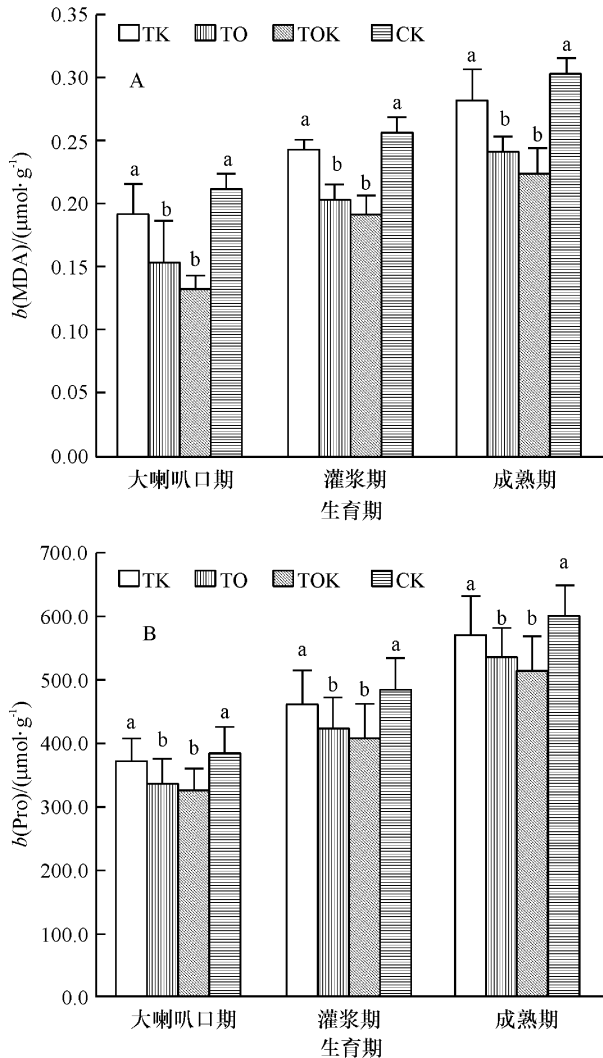 0.35
TK TO TOK CK
A
0.30
0.25
0.20
0.15
0.10
0.05
0.00
b(MDA)/(μmol·g⁻¹)
a b b a
a b b a
a b b a
大喇叭口期 灌浆期 成熟期
生育期
700.0
TK TO TOK CK
B
600.0
500.0
400.0
300.0
200.0
100.0
0.0
b(Pro)/(μmol·g⁻¹)
a b b a
a b b a
a b b a
大喇叭口期 灌浆期 成熟期
生育期